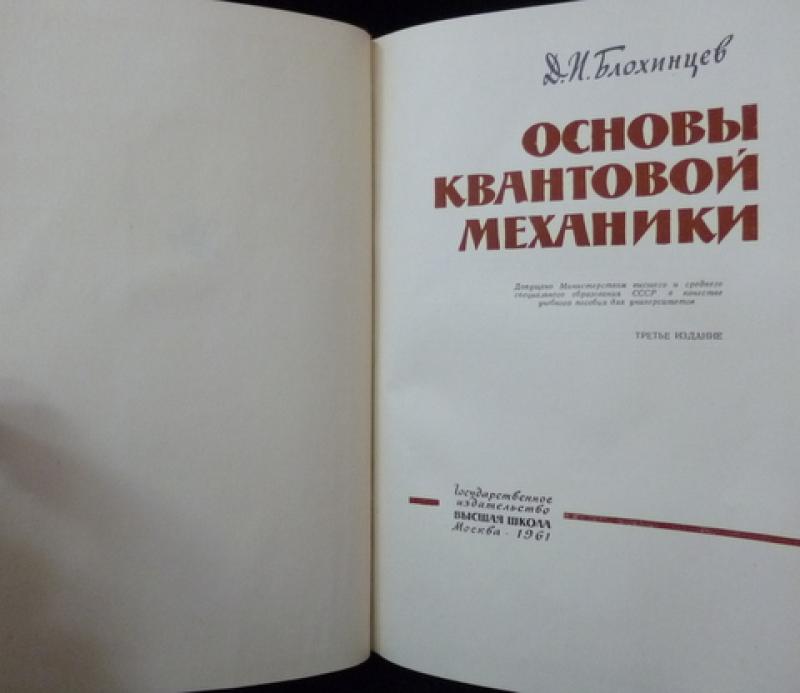 Д. И. Блохинцев
ОСНОВЫ
КВАНТОВОЙ
МЕХАНИКИ
Допущено Министерством высшего и среднего
специального образования СССР в качестве
учебного пособия для университетов
ТРЕТЬЕ ИЗДАНИЕ
Государственное
издательство
ВЫСШАЯ ШКОЛА
Москва - 1961